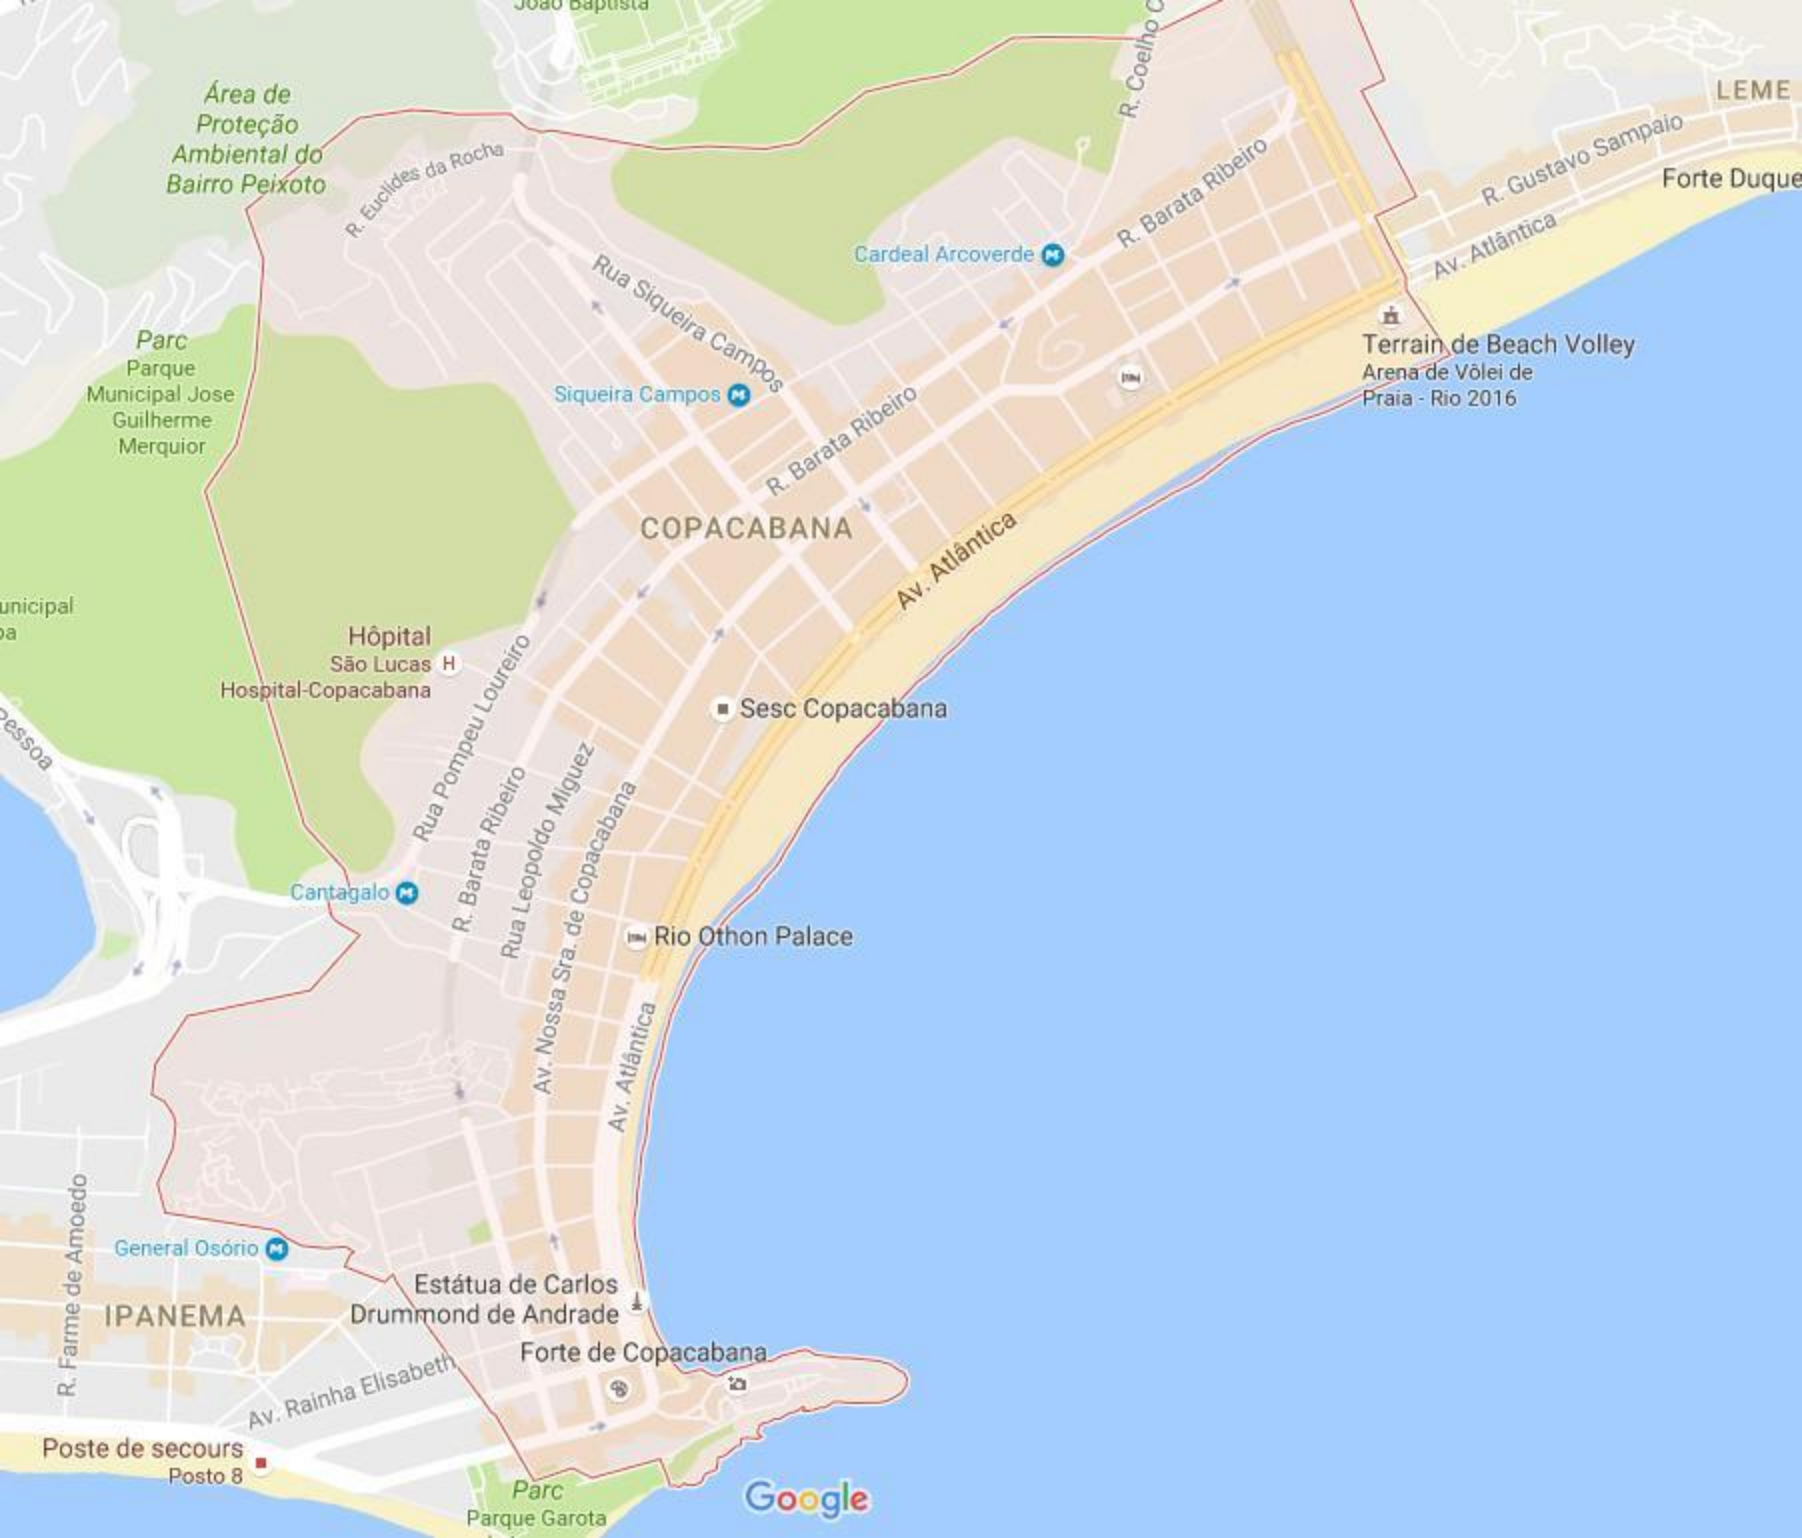 João Baptista
Área de
Proteção
Ambiental do
Bairro Peixoto
R. Euclides da Rocha
R. Coelho C
LEME
R. Gustavo Sampaio
Forte Duque
Av. Atlântica
R. Barata Ribeiro
Cardeal Arcoverde
Rua Siqueira Campos
Parc
Parque
Municipal Jose
Guilherme
Merquior
Terrain de Beach Volley
Arena de Vôlei de
Praia - Rio 2016
Siqueira Campos
R. Barata Ribeiro
COPACABANA
Av. Atlântica
unicipal
pa
Hôpital
São Lucas
Hospital-Copacabana
H
Rua Pompeu Loureiro
Sesc Copacabana
Pessoa
R. Barata Ribeiro
Rua Leopoldo Miguez
Av. Nossa Sra. de Copacabana
Cantagalo
Rio Othon Palace
Av. Atlântica
R. Farme de Amoedo
General Osório
IPANEMA
Estátua de Carlos
Drummond de Andrade
Forte de Copacabana
Av. Rainha Elisabeth
Poste de secours
Posto 8
Parc
Parque Garota
Google